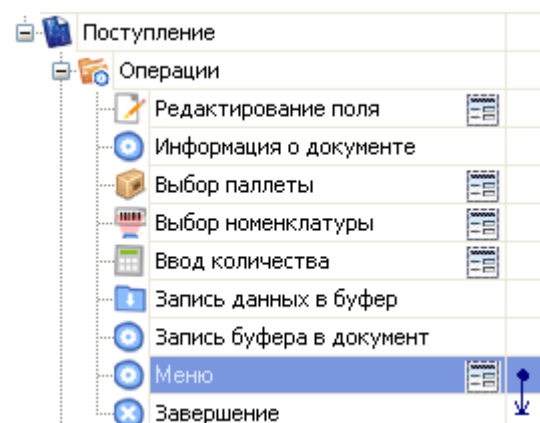 Поступление
Операции
Редактирование поля
Информация о документе
Выбор паллеты
Выбор номенклатуры
Ввод количества
Запись данных в буфер
Запись буфера в документ
Меню
Завершение